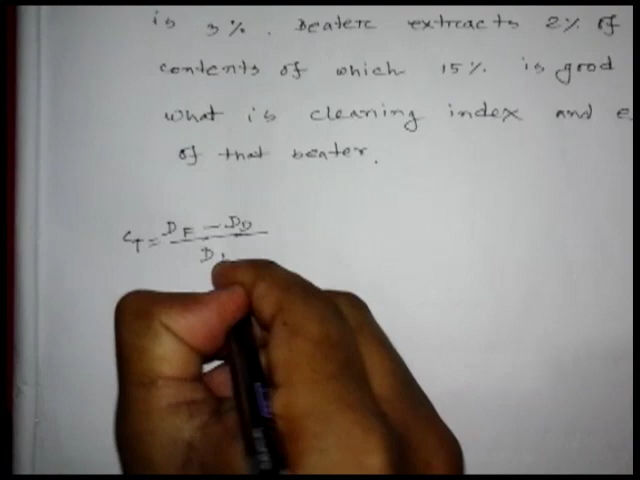 is 3%. Beater extracts 2% of
contents of which 15% is good
what is cleaning index and e
of that beater.
CI = DF - DD
D